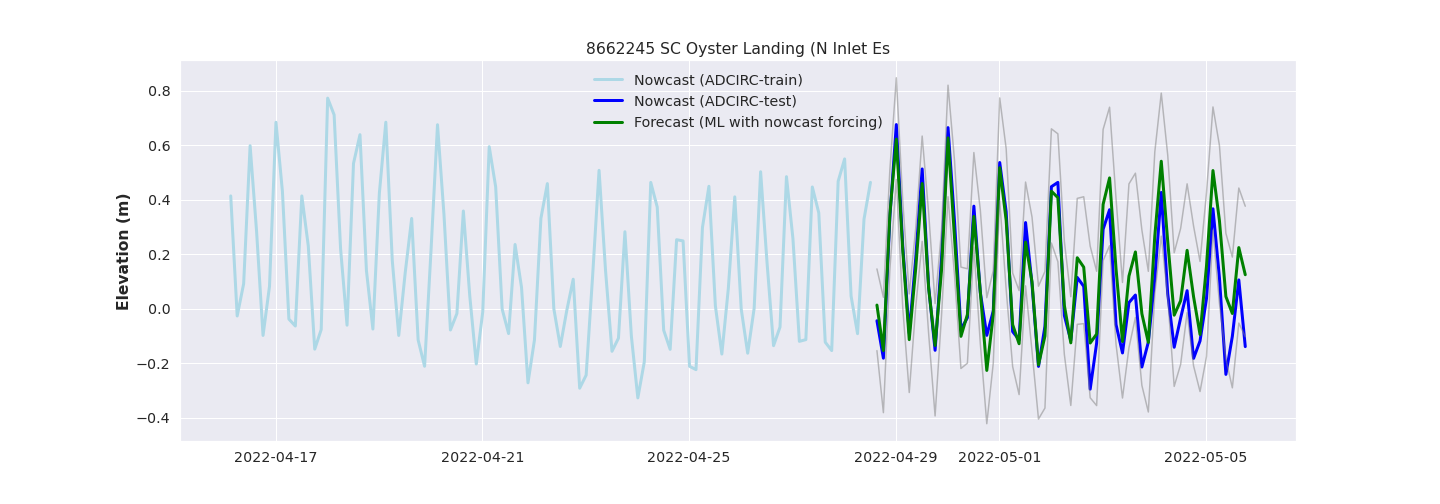 8662245 SC Oyster Landing (N Inlet Es
Nowcast (ADCIRC-train)
Nowcast (ADCIRC-test)
Forecast (ML with nowcast forcing)
Elevation (m)
0.8
0.6
0.4
0.2
0.0
−0.2
−0.4
2022-04-17 2022-04-21 2022-04-25 2022-04-29 2022-05-01 2022-05-05